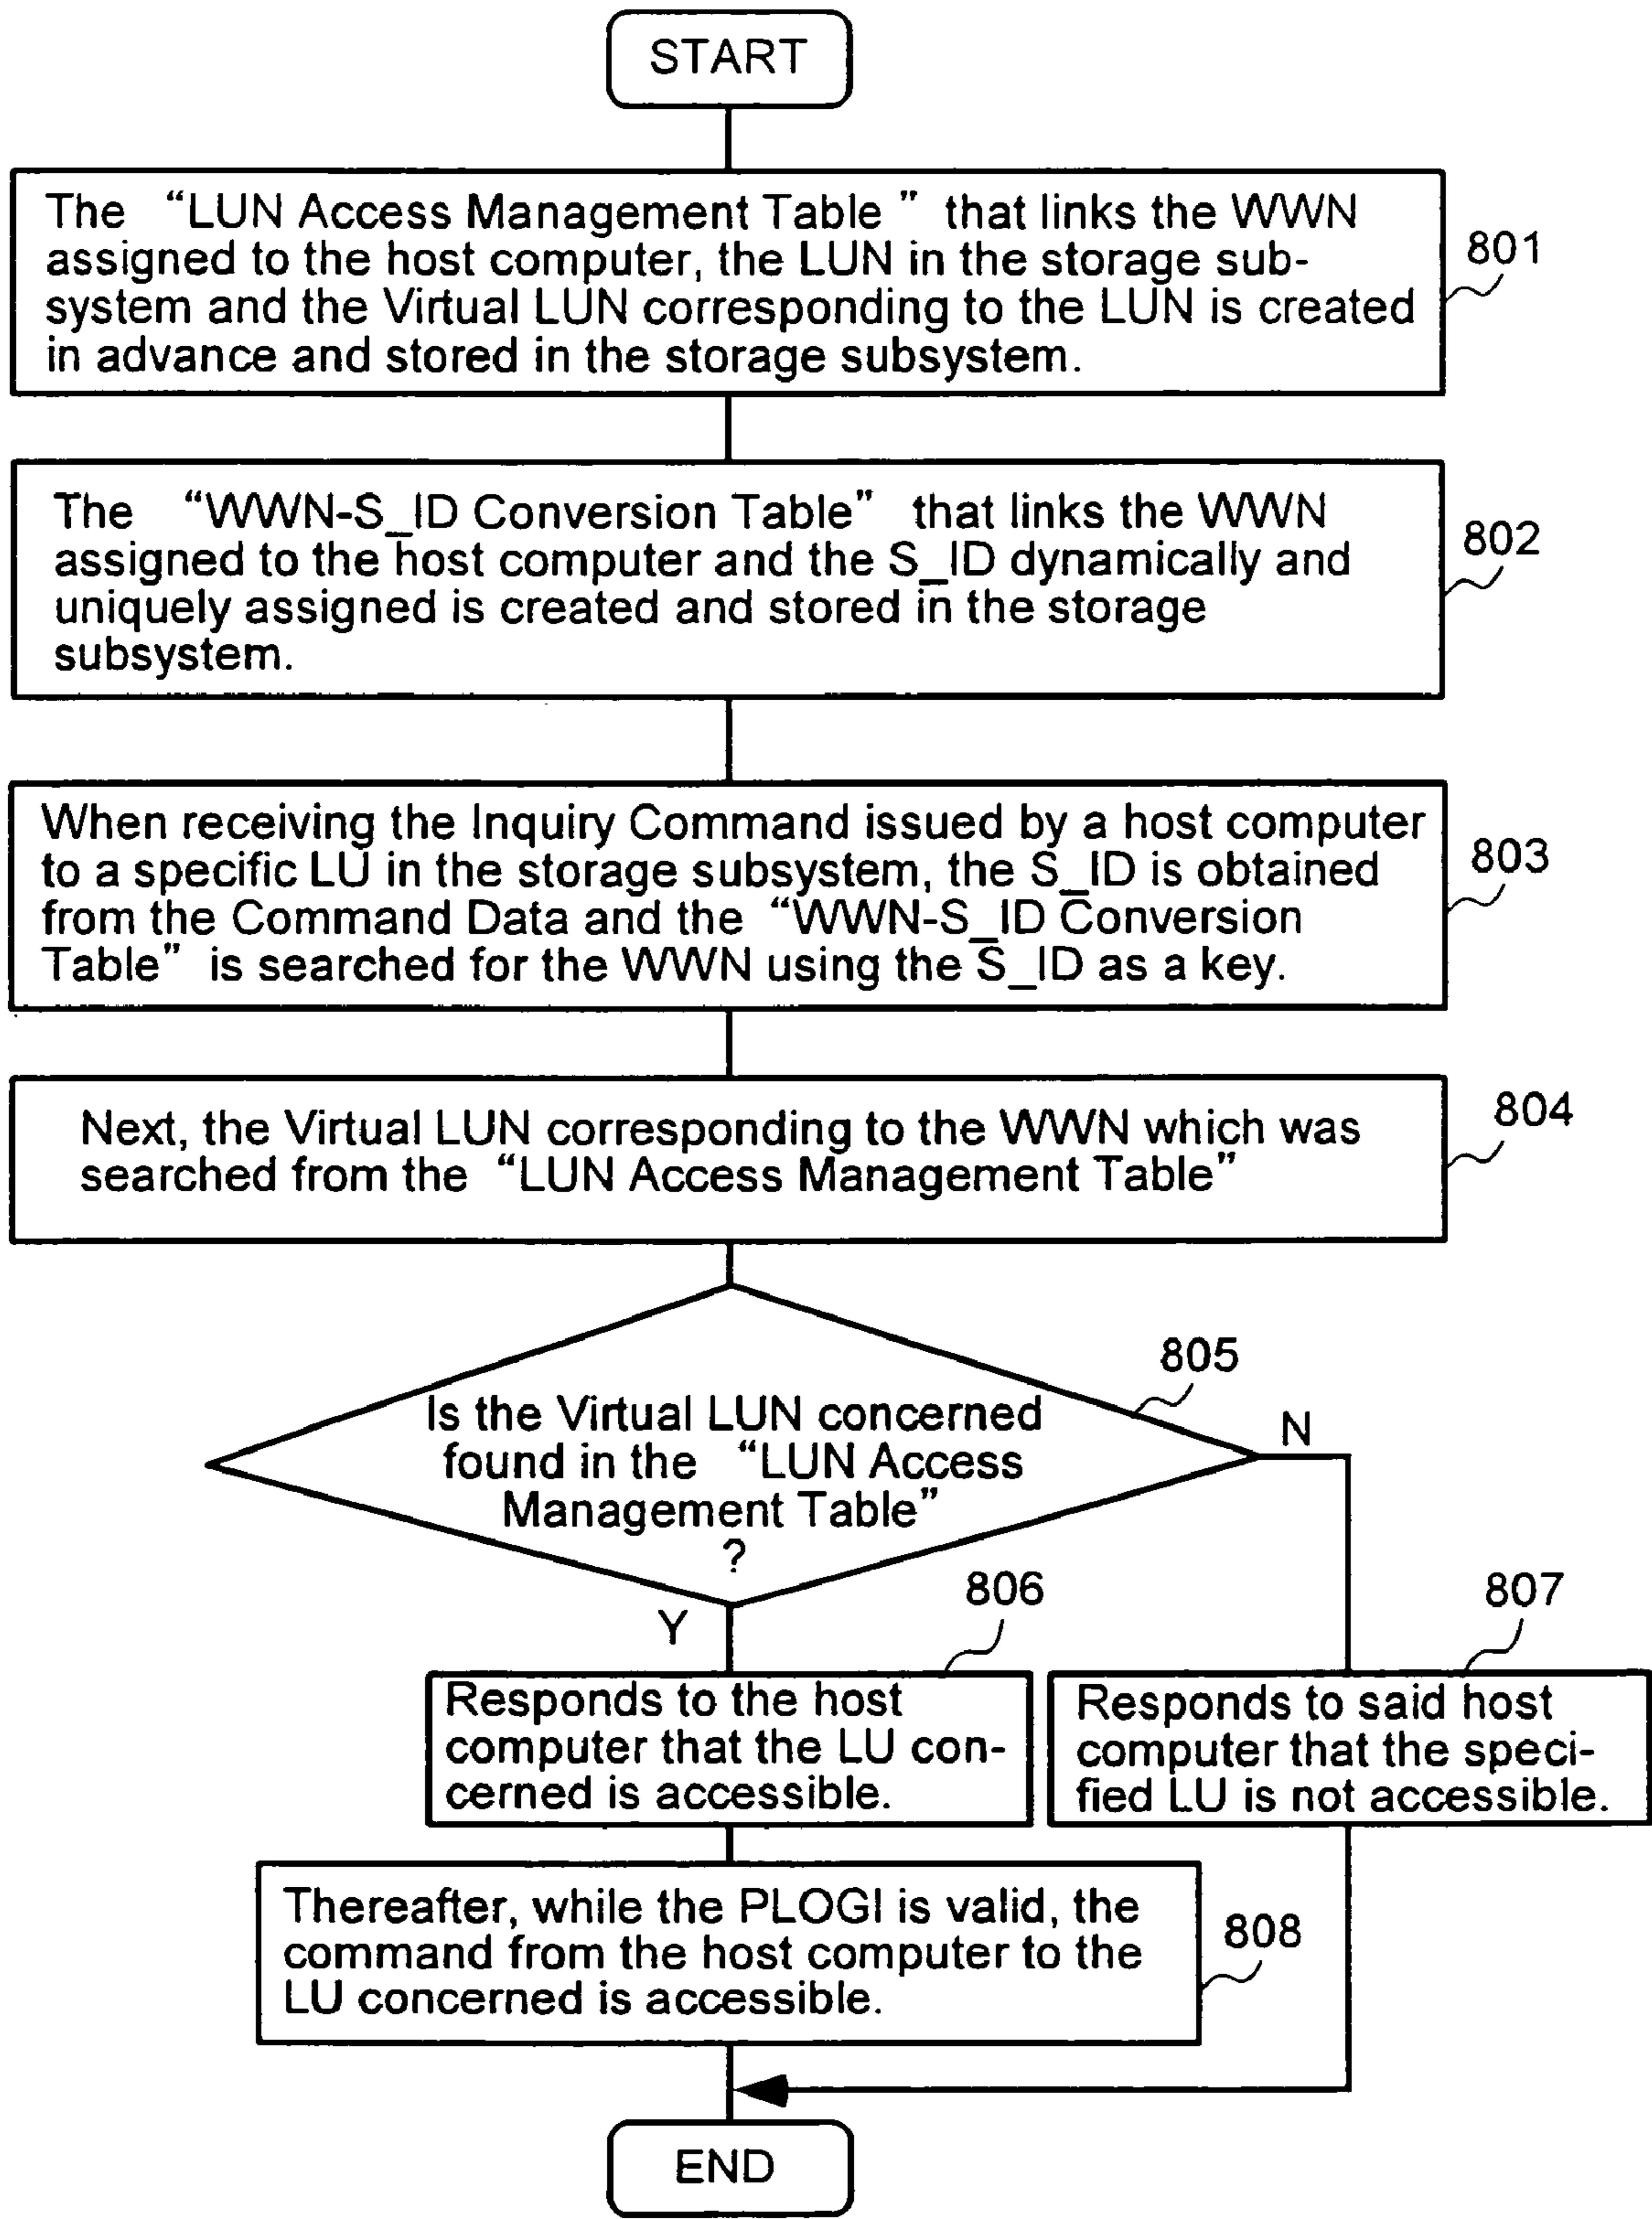 START
The “LUN Access Management Table ” that links the WWN
assigned to the host computer, the LUN in the storage sub-
system and the Virtual LUN corresponding to the LUN is created
in advance and stored in the storage subsystem.
801
The “WWN-S_ID Conversion Table” that links the WWN
assigned to the host computer and the S_ID dynamically and
uniquely assigned is created and stored in the storage
subsystem.
802
When receiving the Inquiry Command issued by a host computer
to a specific LU in the storage subsystem, the S_ID is obtained
from the Command Data and the “WWN-S_ID Conversion
Table” is searched for the WWN using the S_ID as a key.
803
Next, the Virtual LUN corresponding to the WWN which was
searched from the “LUN Access Management Table”
804
805
Is the Virtual LUN concerned
found in the “LUN Access
Management Table”
?
N
Y
806
807
Responds to the host
computer that the LU con-
cerned is accessible.
Responds to said host
computer that the speci-
fied LU is not accessible.
Thereafter, while the PLOGI is valid, the
command from the host computer to the
LU concerned is accessible.
808
END